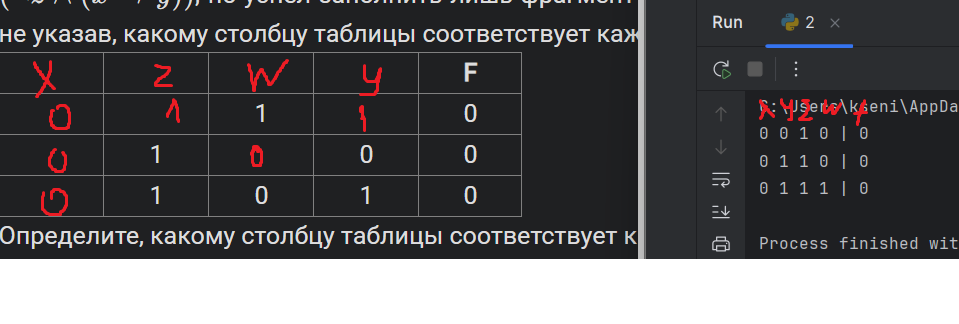 не указав, какому столбцу таблицы соответствует каж
x z w y F
0 1 1 1 0
0 1 0 0 0
0 1 0 1 0
Определите, какому столбцу таблицы соответствует к
Run 2 ×
C:\Users\kseni\AppDa
x y z w f
0 0 1 0 | 0
0 1 1 0 | 0
0 1 1 1 | 0
Process finished wit